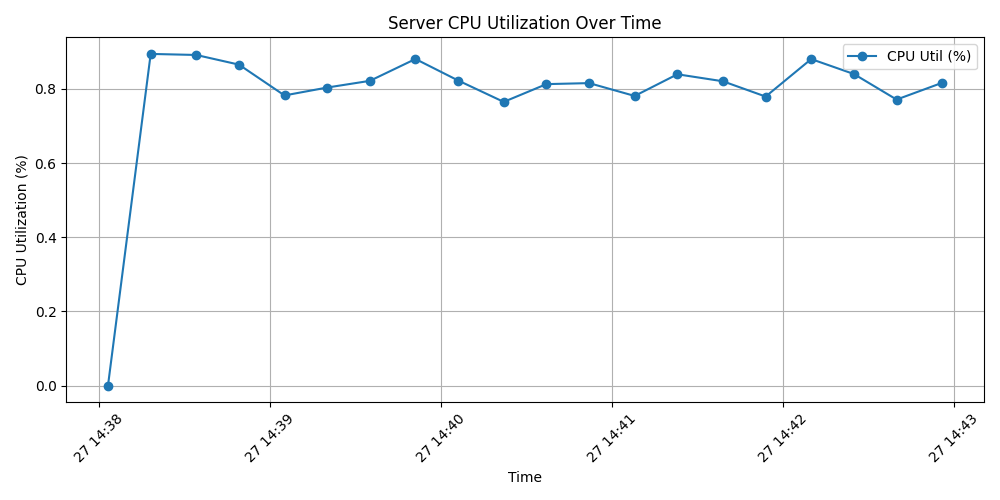 Server CPU Utilization Over Time
CPU Util (%)
CPU Utilization (%)
0.8
0.6
0.4
0.2
0.0
27 14:38
27 14:39
27 14:40
27 14:41
27 14:42
27 14:43
Time